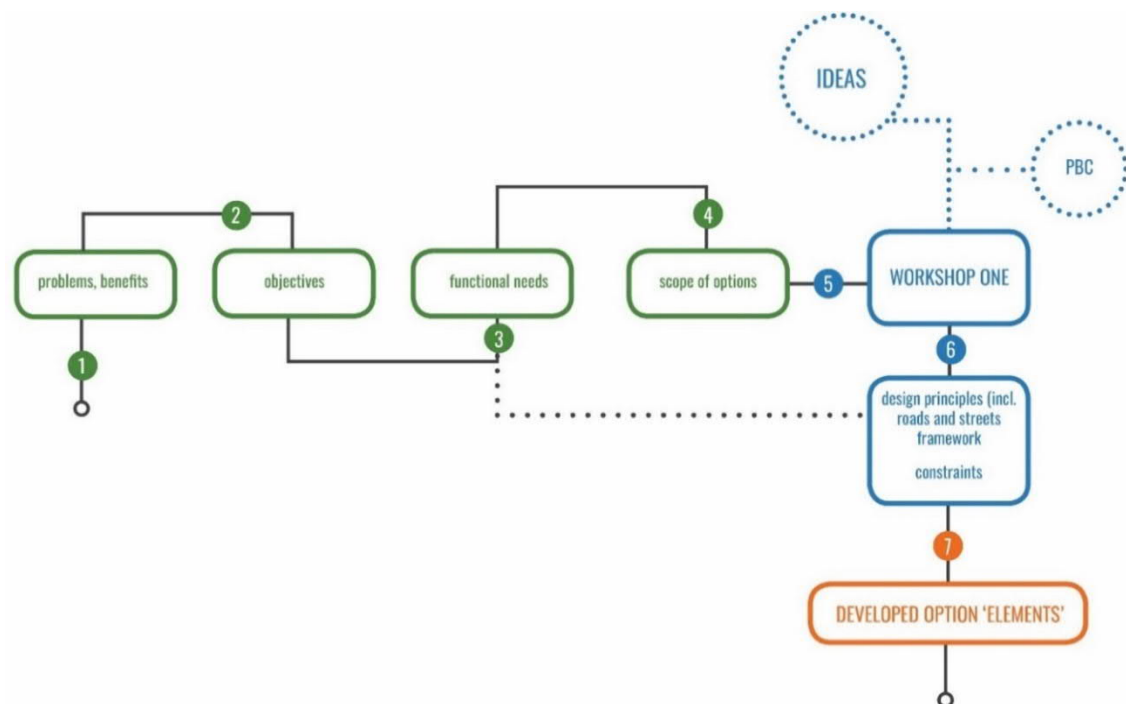 IDEAS
PBC
2
4
problems, benefits
objectives
functional needs
scope of options
5
WORKSHOP ONE
3
1
6
design principles (incl.
roads and streets
framework
constraints
7
DEVELOPED OPTION ‘ELEMENTS’